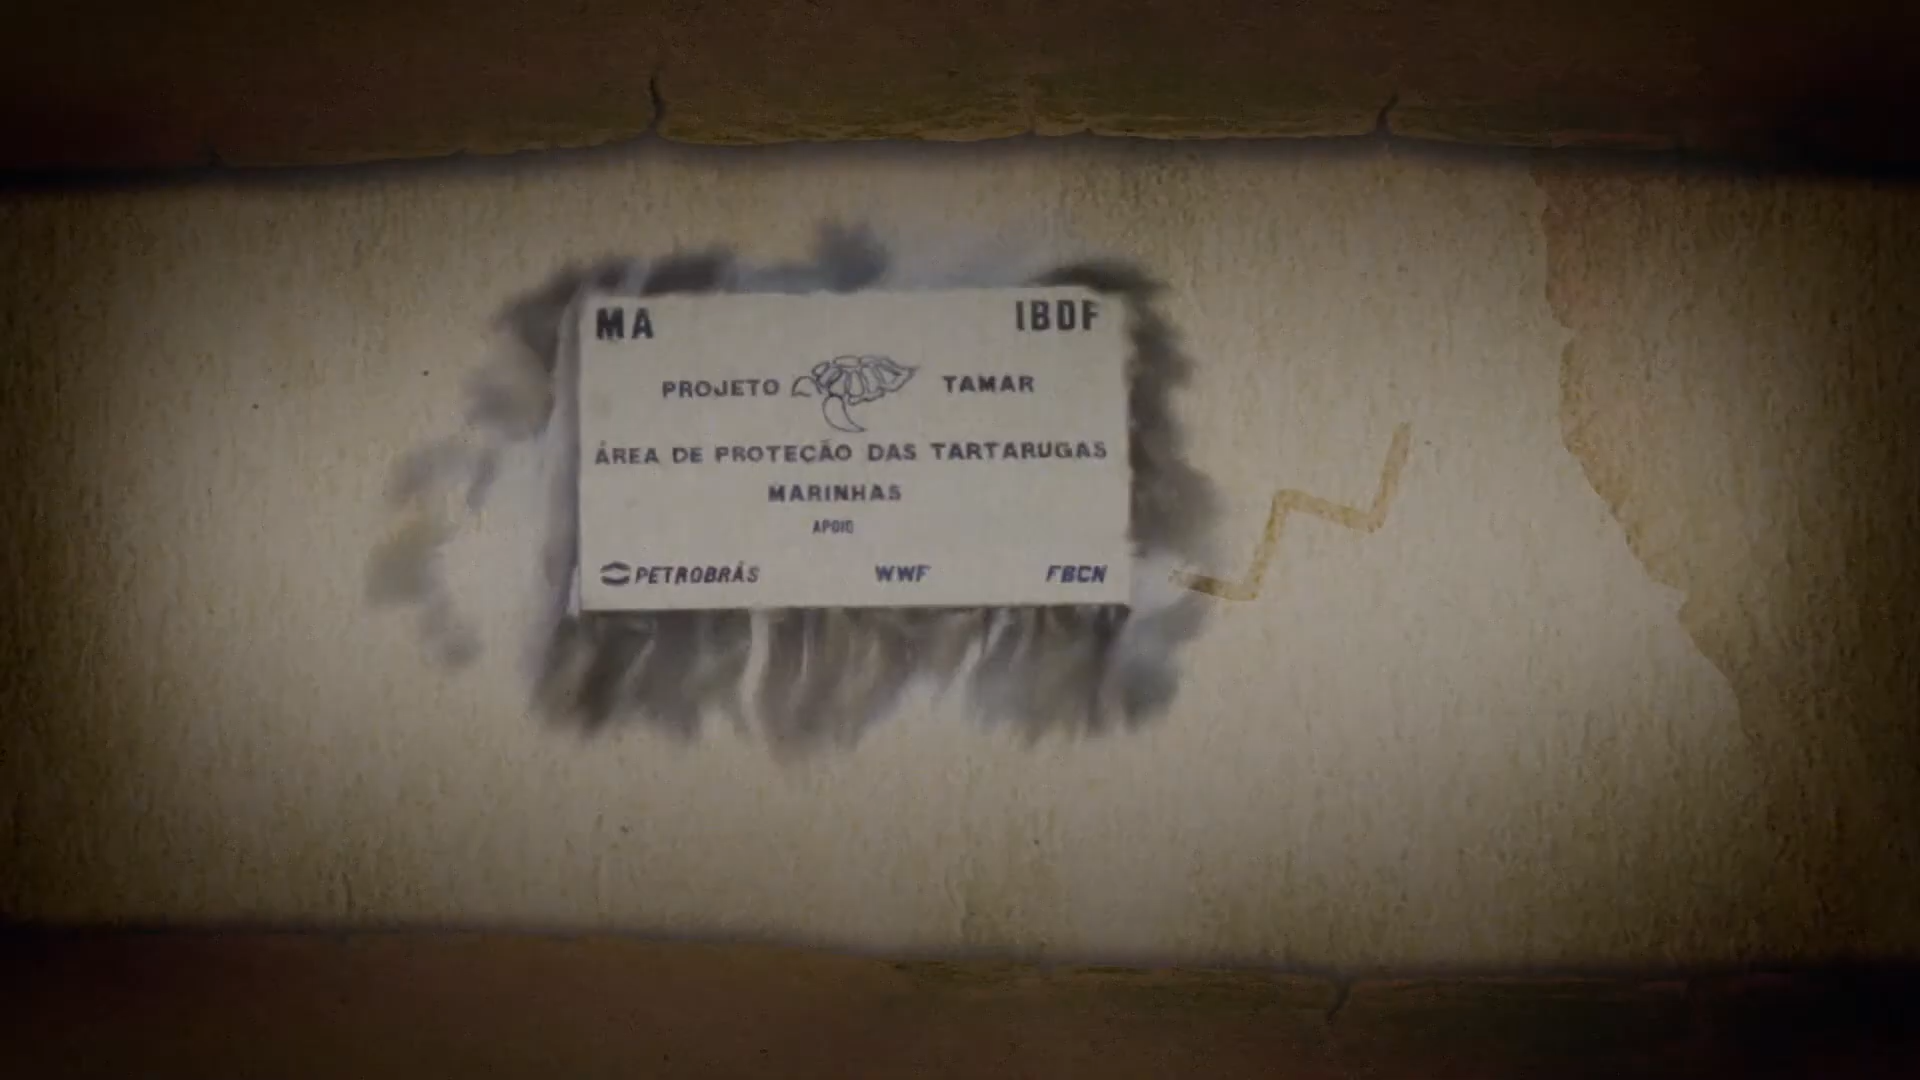 MA IBDF
PROJETO TAMAR
ÁREA DE PROTEÇÃO DAS TARTARUGAS
MARINHAS
APOIO
PETROBRÁS WWF FBCN